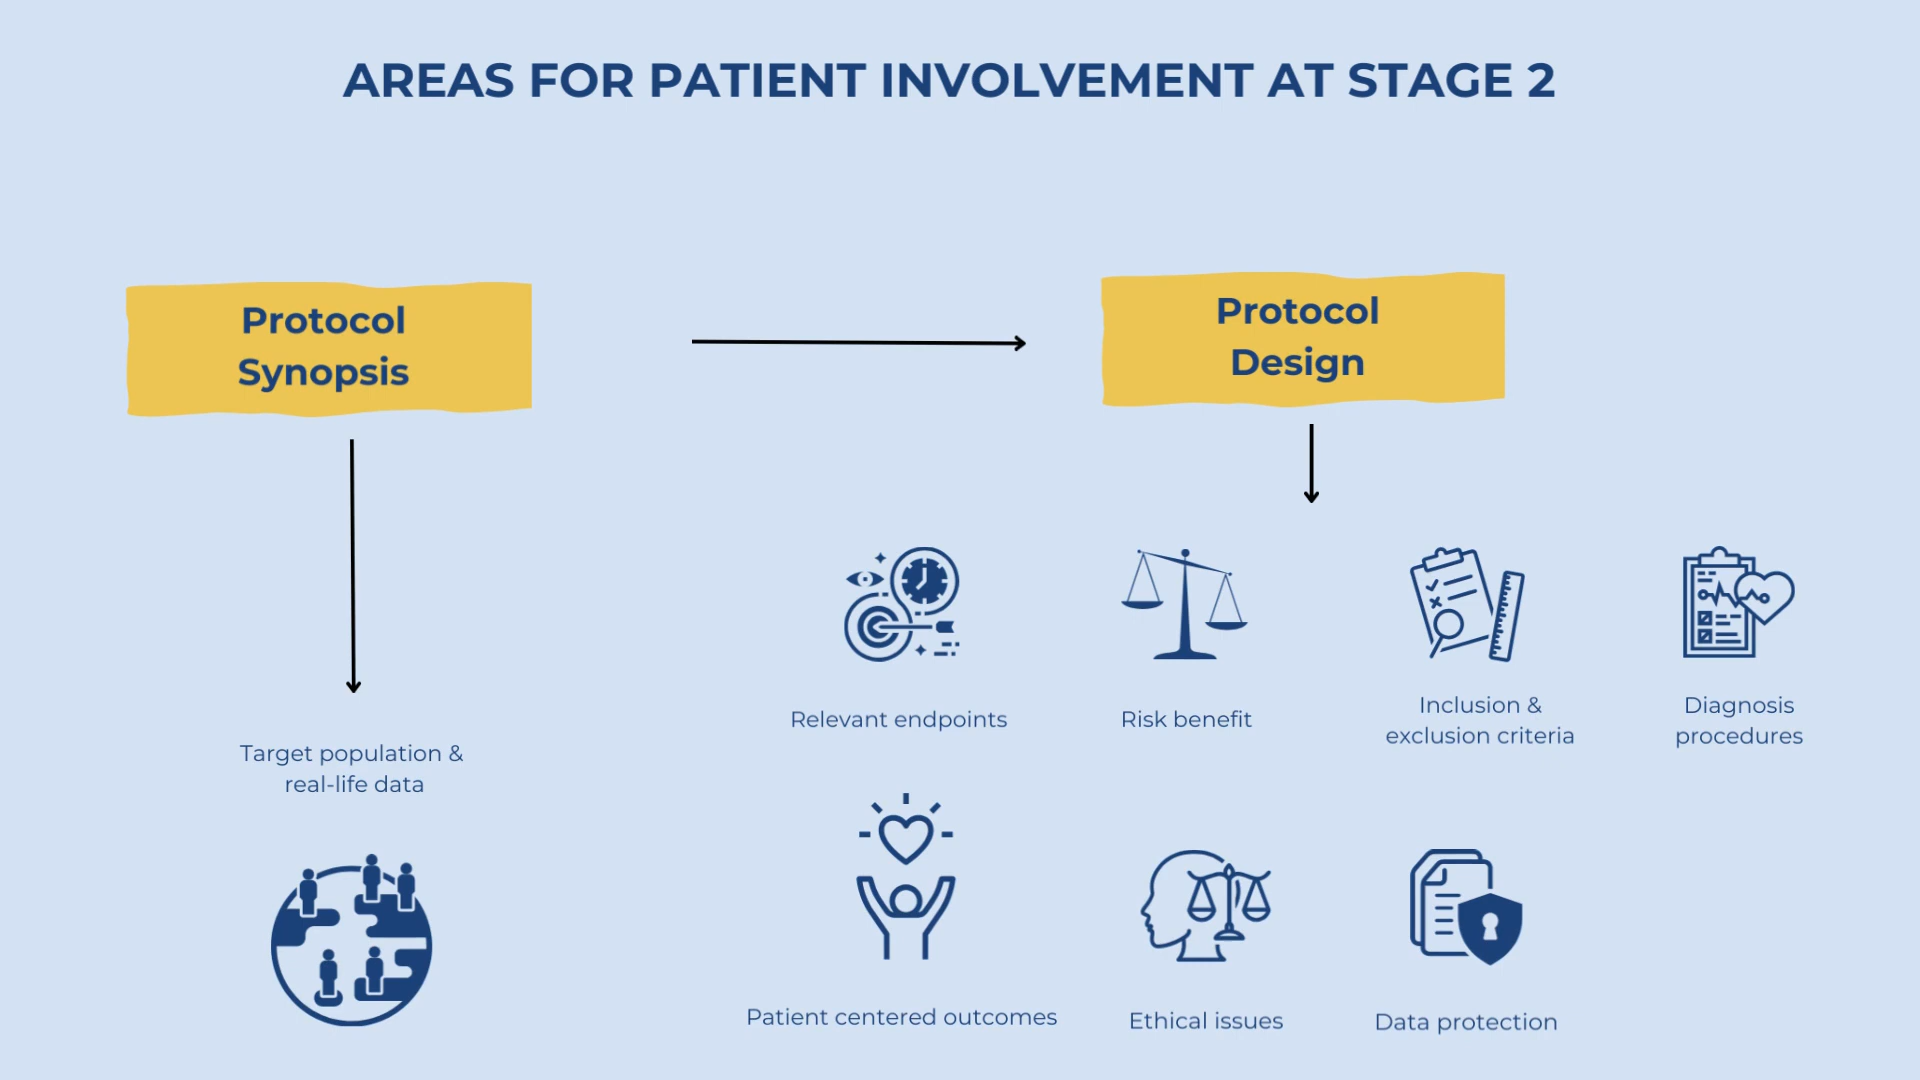 AREAS FOR PATIENT INVOLVEMENT AT STAGE 2
Protocol
Synopsis
Protocol
Design
Target population &
real-life data
Relevant endpoints
Risk benefit
Inclusion &
exclusion criteria
Diagnosis
procedures
Patient centered outcomes
Ethical issues
Data protection